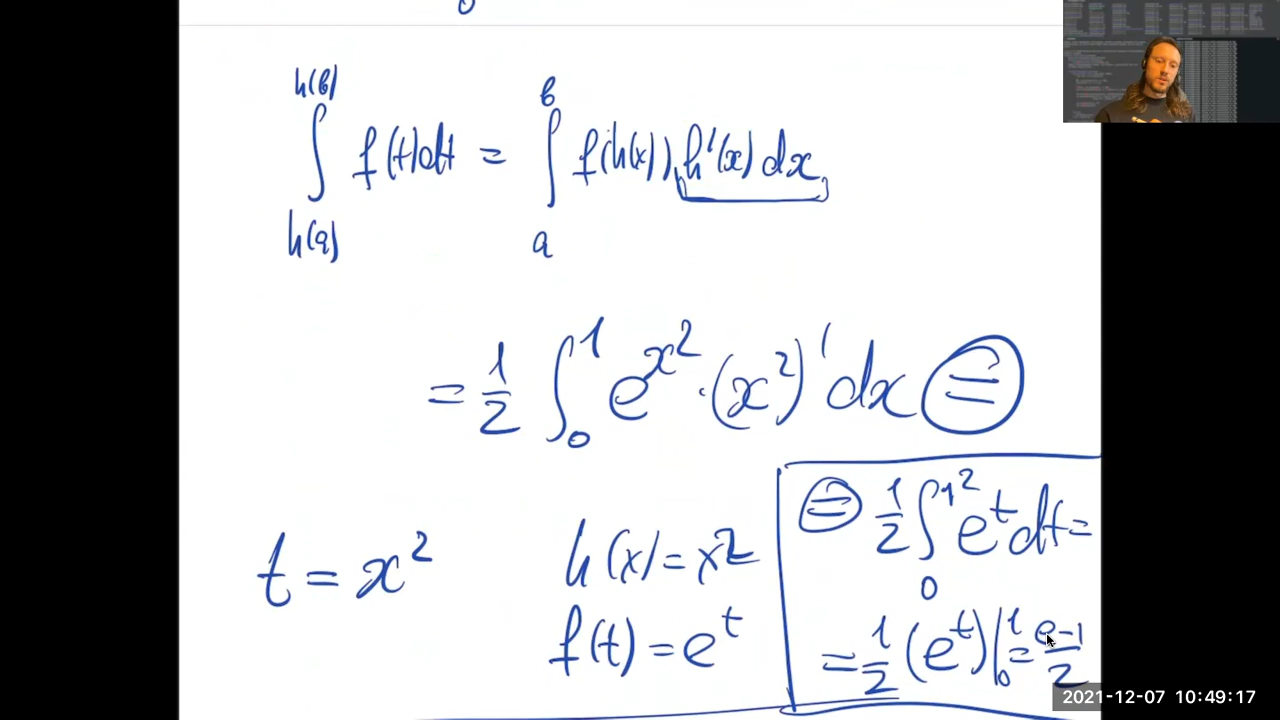 h(b)
∫ f(t)dt = ∫ₐᵇ f(h(x)) h'(x) dx
h(a)
= 1/2 ∫₀¹ e^(x²) · (x²)' dx =
t = x²
h(x) = x²
f(t) = e^t
= 1/2 ∫₀^(1²) e^t dt =
= 1/2 (e^t) |₀¹ = (e-1)/2
2021-12-07 10:49:17